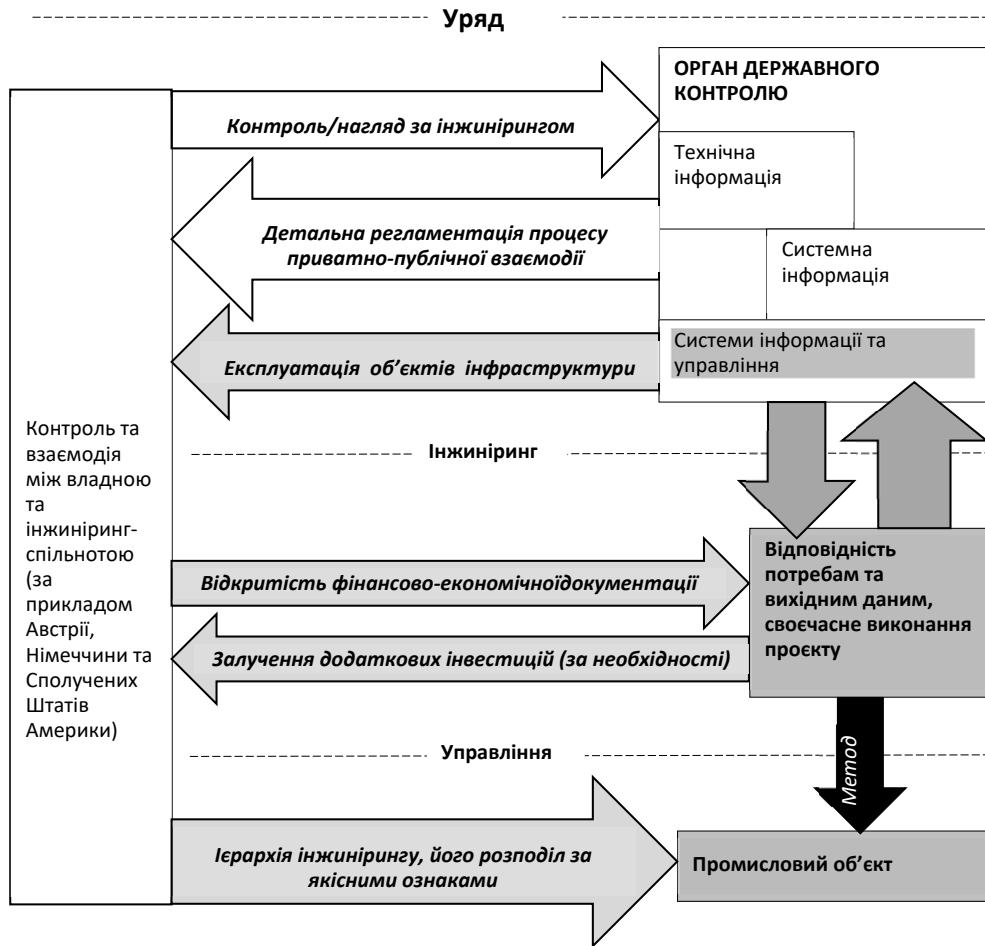 Уряд
ОРГАН ДЕРЖАВНОГО
КОНТРОЛЮ
Контроль/нагляд за інжинірингом
Технічна
інформація
Детальна регламентація процесу
приватно-публічної взаємодії
Системна
інформація
Системи інформації та
управління
Експлуатація об’єктів інфраструктури
Контроль та
взаємодія
між владною
та
інжиніринг-
спільнотою
(за
прикладом
Австрії,
Німеччини та
Сполучених
Штатів
Америки)
Інжиніринг
Відкритість фінансово-економічноїдокументації
Відповідність
потребам та
вихідним даним,
своєчасне виконання
проєкту
Залучення додаткових інвестицій (за необхідності)
Управління
Метод
Ієрархія інжинірингу, його розподіл за
якісними ознаками
Промисловий об’єкт